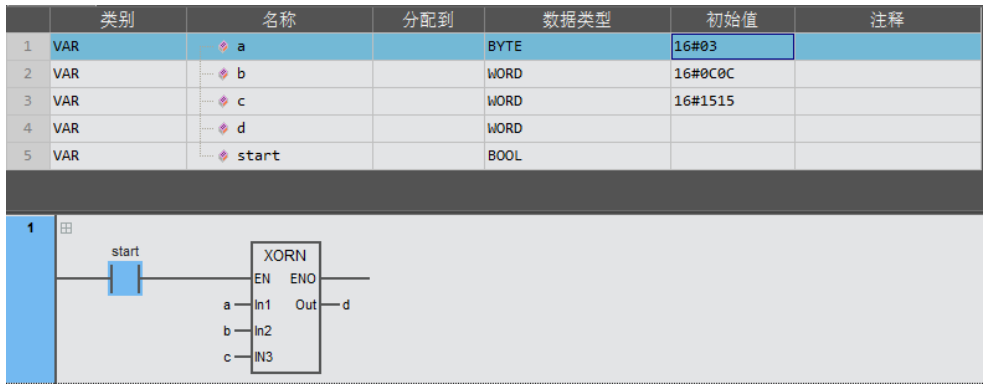 类别 名称 分配到 数据类型 初始值 注释
1 VAR a BYTE 16#03
2 VAR b WORD 16#0C0C
3 VAR c WORD 16#1515
4 VAR d WORD
5 VAR start BOOL
1
start XORN
EN ENO
a In1 Out d
b In2
c IN3